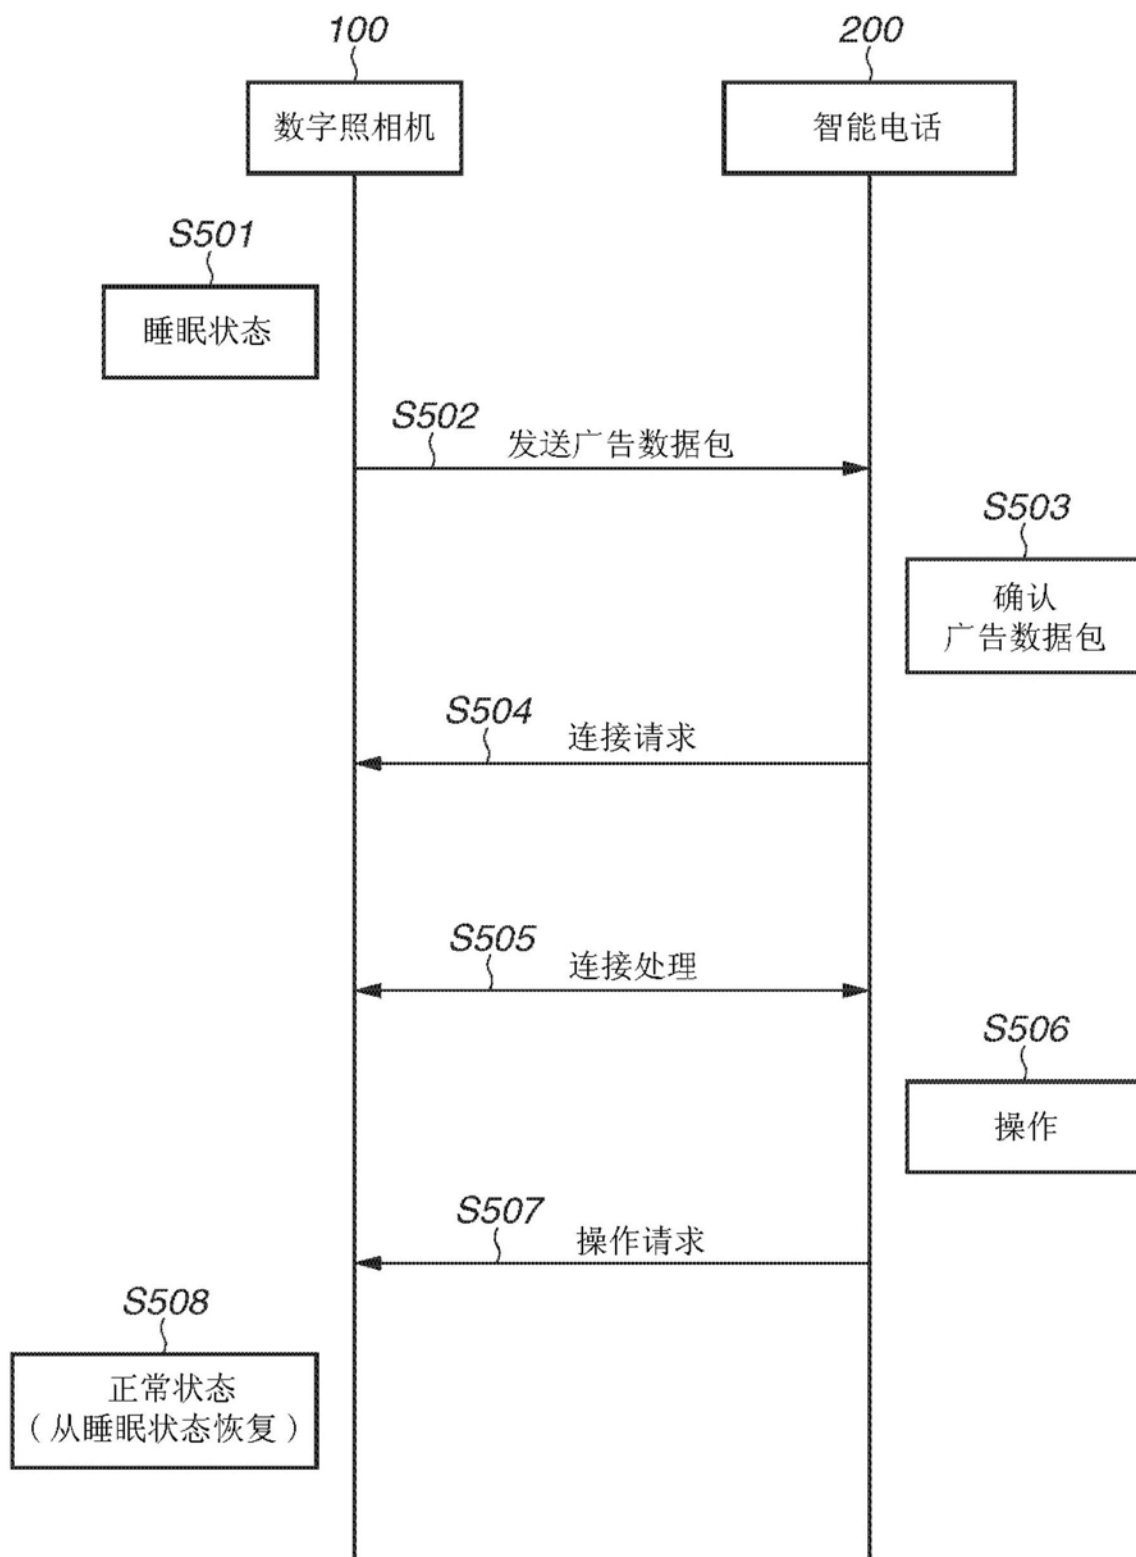 100
200
数字照相机
智能电话
S501
睡眠状态
S502
发送广告数据包
S503
确认
广告数据包
S504
连接请求
S505
连接处理
S506
操作
S507
操作请求
S508
正常状态
（从睡眠状态恢复）